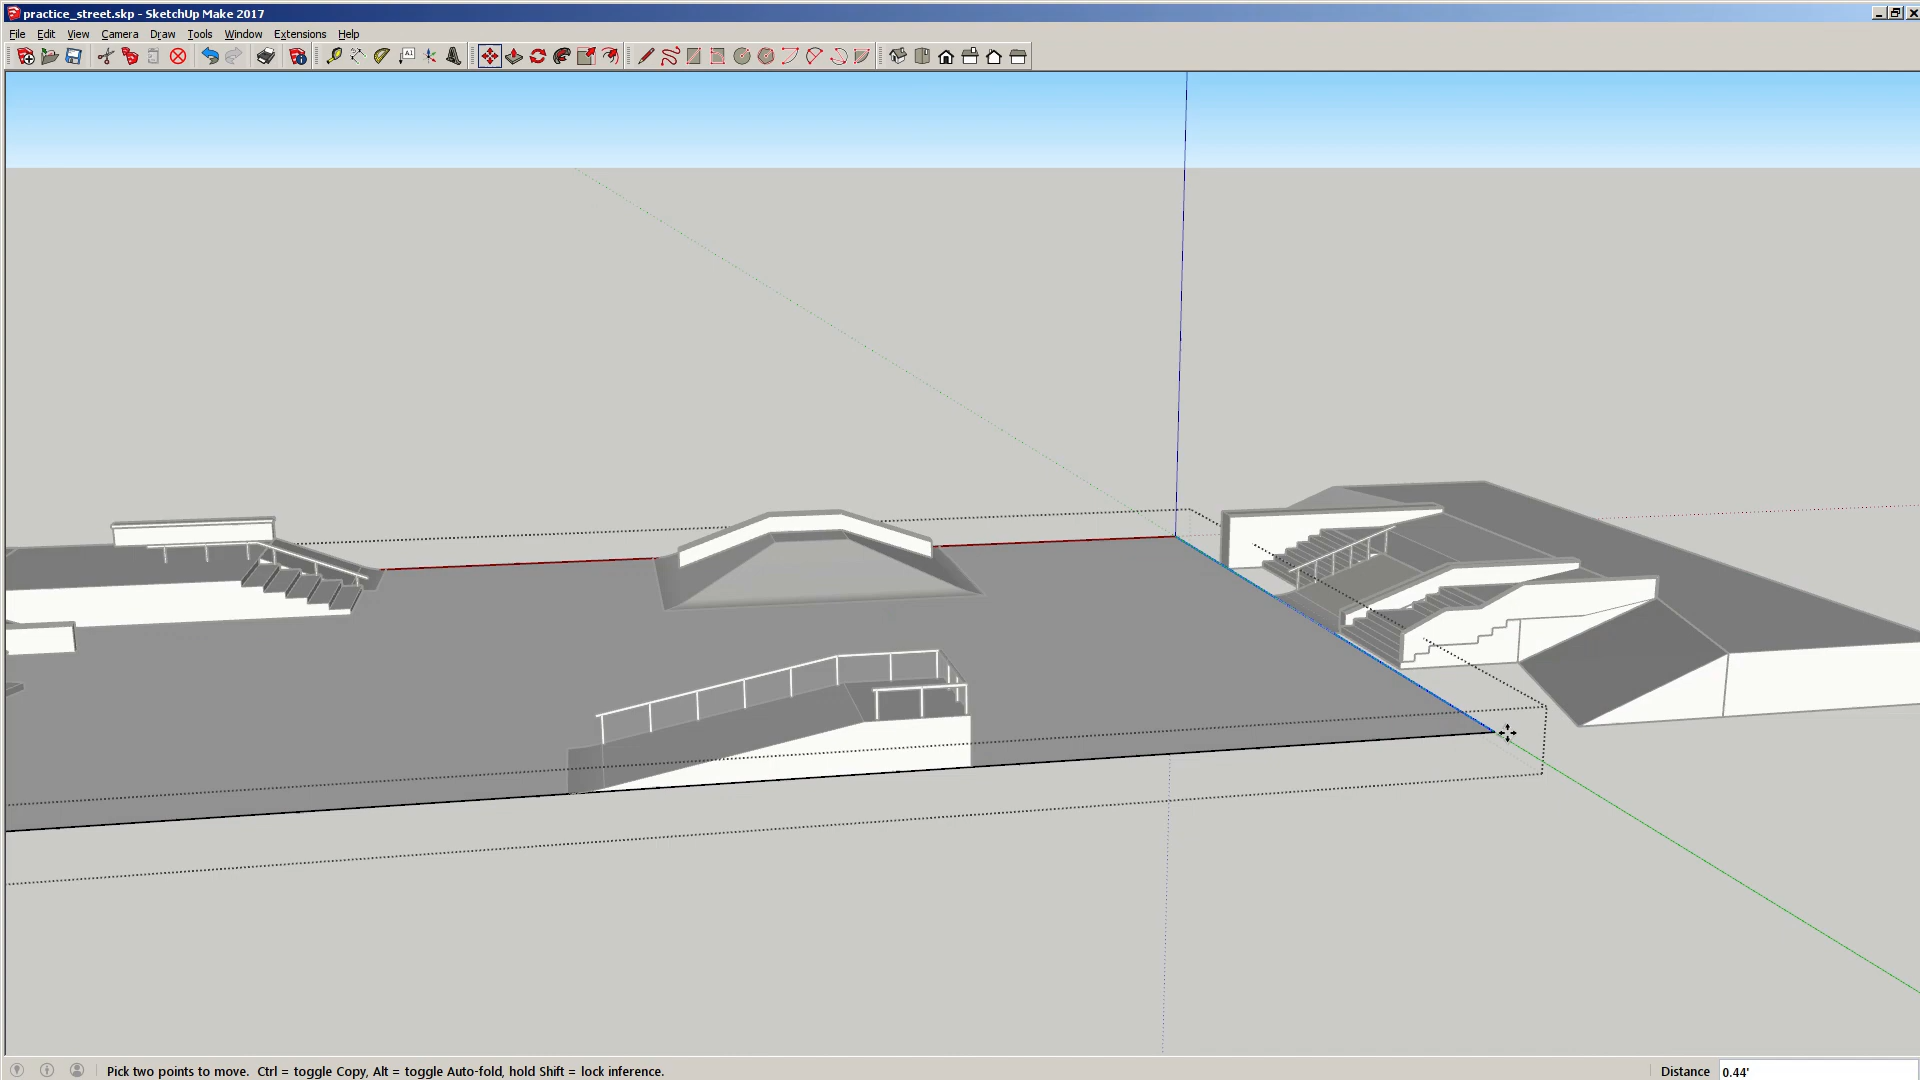 practice_street.skp - SketchUp Make 2017
File Edit View Camera Draw Tools Window Extensions Help
A1
Pick two points to move. Ctrl = toggle Copy, Alt = toggle Auto-fold, hold Shift = lock inference.
Distance 0.44'